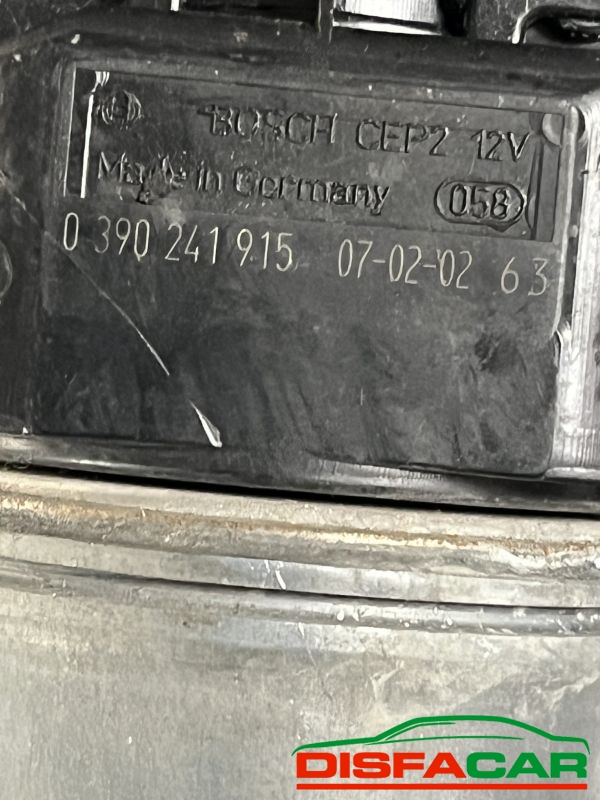 BOSCH CEP2 12V
Made in Germany 058
0 390 241 915 07-02-02 63
DISFACAR